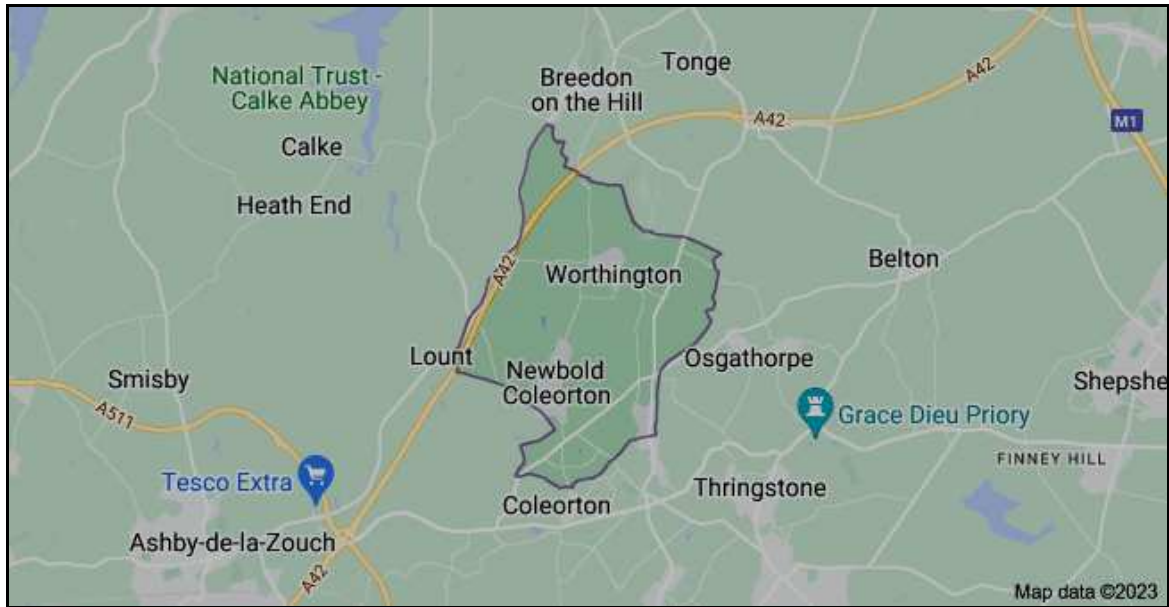 National Trust -
Calke Abbey
Breedon
on the Hill
Tonge
A42
A42
M1
Calke
Heath End
A42
Worthington
Belton
Lount
Newbold
Coleorton
Osgathorpe
Smisby
Shepshe
A511
Grace Dieu Priory
FINNEY HILL
Tesco Extra
Coleorton
Thringstone
Ashby-de-la-Zouch
A42
Map data ©2023